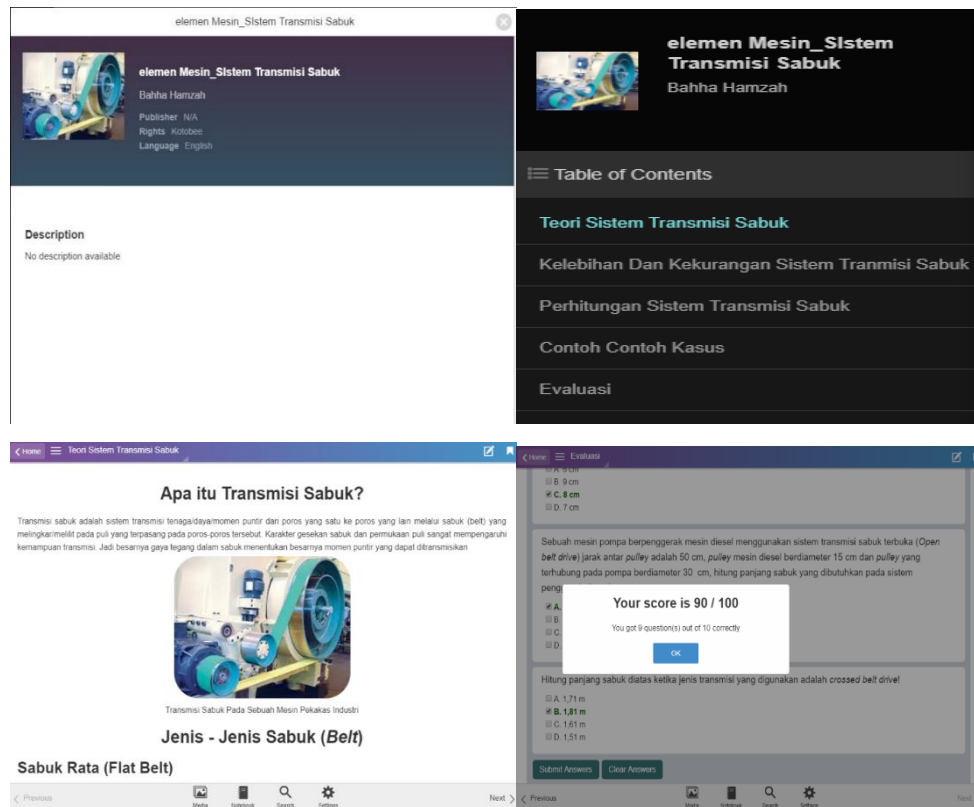 elemen Mesin_SIstem Transmisi Sabuk
elemen Mesin_SIstem Transmisi Sabuk
Bahha Hamzah
Publisher N/A
Rights Kotobee
Language English
Description
No description available
elemen Mesin_SIstem
Transmisi Sabuk
Bahha Hamzah
Table of Contents
Teori Sistem Transmisi Sabuk
Kelebihan Dan Kekurangan Sistem Tranmisi Sabuk
Perhitungan Sistem Transmisi Sabuk
Contoh Contoh Kasus
Evaluasi
Home Teori Sistem Transmisi Sabuk
Apa itu Transmisi Sabuk?
Transmisi sabuk adalah sistem transmisi tenaga/daya/momen puntir dari poros yang satu ke poros yang lain melalui sabuk (belt) yang
melingkar/melilit pada puli yang terpasang pada poros-poros tersebut. Karakter gesekan sabuk dan permukaan puli sangat mempengaruhi
kemampuan transmisi. Jadi besarnya gaya tegang dalam sabuk menentukan besarnya momen puntir yang dapat ditransmisikan
Transmisi Sabuk Pada Sebuah Mesin Pekakas Industri
Jenis - Jenis Sabuk (Belt)
Sabuk Rata (Flat Belt)
Previous Media Notebook Search Settings Next
Home Evaluasi
B. 9 cm
C. 8 cm
D. 7 cm
Sebuah mesin pompa berpenggerak mesin diesel menggunakan sistem transmisi sabuk terbuka (Open
belt drive) jarak antar pulley adalah 50 cm, pulley mesin diesel berdiameter 15 cm dan pulley yang
terhubung pada pompa berdiameter 30 cm, hitung panjang sabuk yang dibutuhkan pada sistem
A.
B
C.
D
Your score is 90 / 100
You got 9 question(s) out of 10 correctly
OK
Hitung panjang sabuk diatas ketika jenis transmisi yang digunakan adalah crossed belt drive!
A. 1,71 m
B. 1,81 m
C. 1,61 m
D. 1,51 m
Submit Answers Clear Answers
Previous Media Notebook Search Settings Next